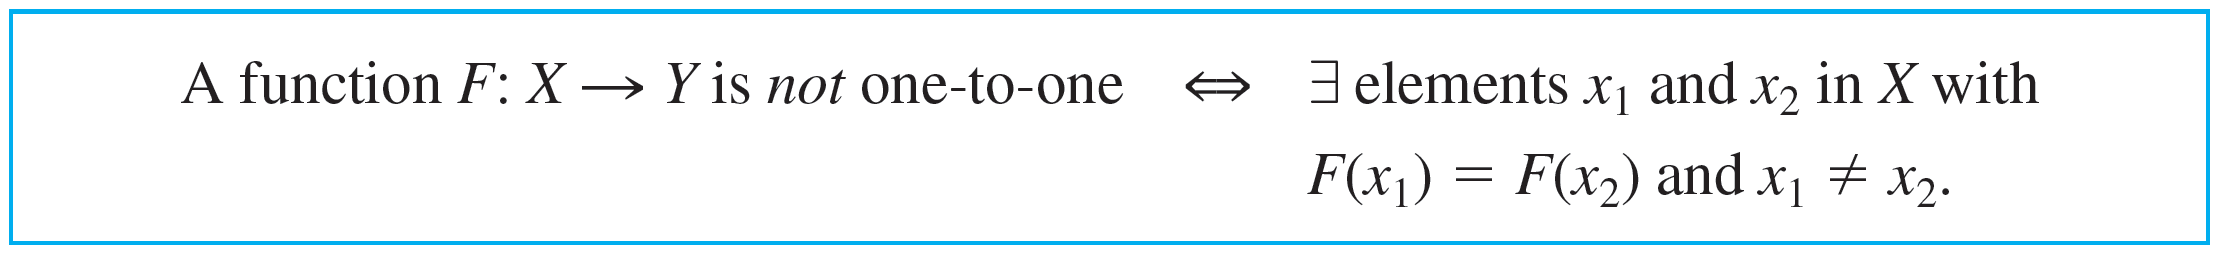 A function F: X → Y is not one-to-one ⇔ ∃ elements x₁ and x₂ in X with
F(x₁) = F(x₂) and x₁ ≠ x₂.